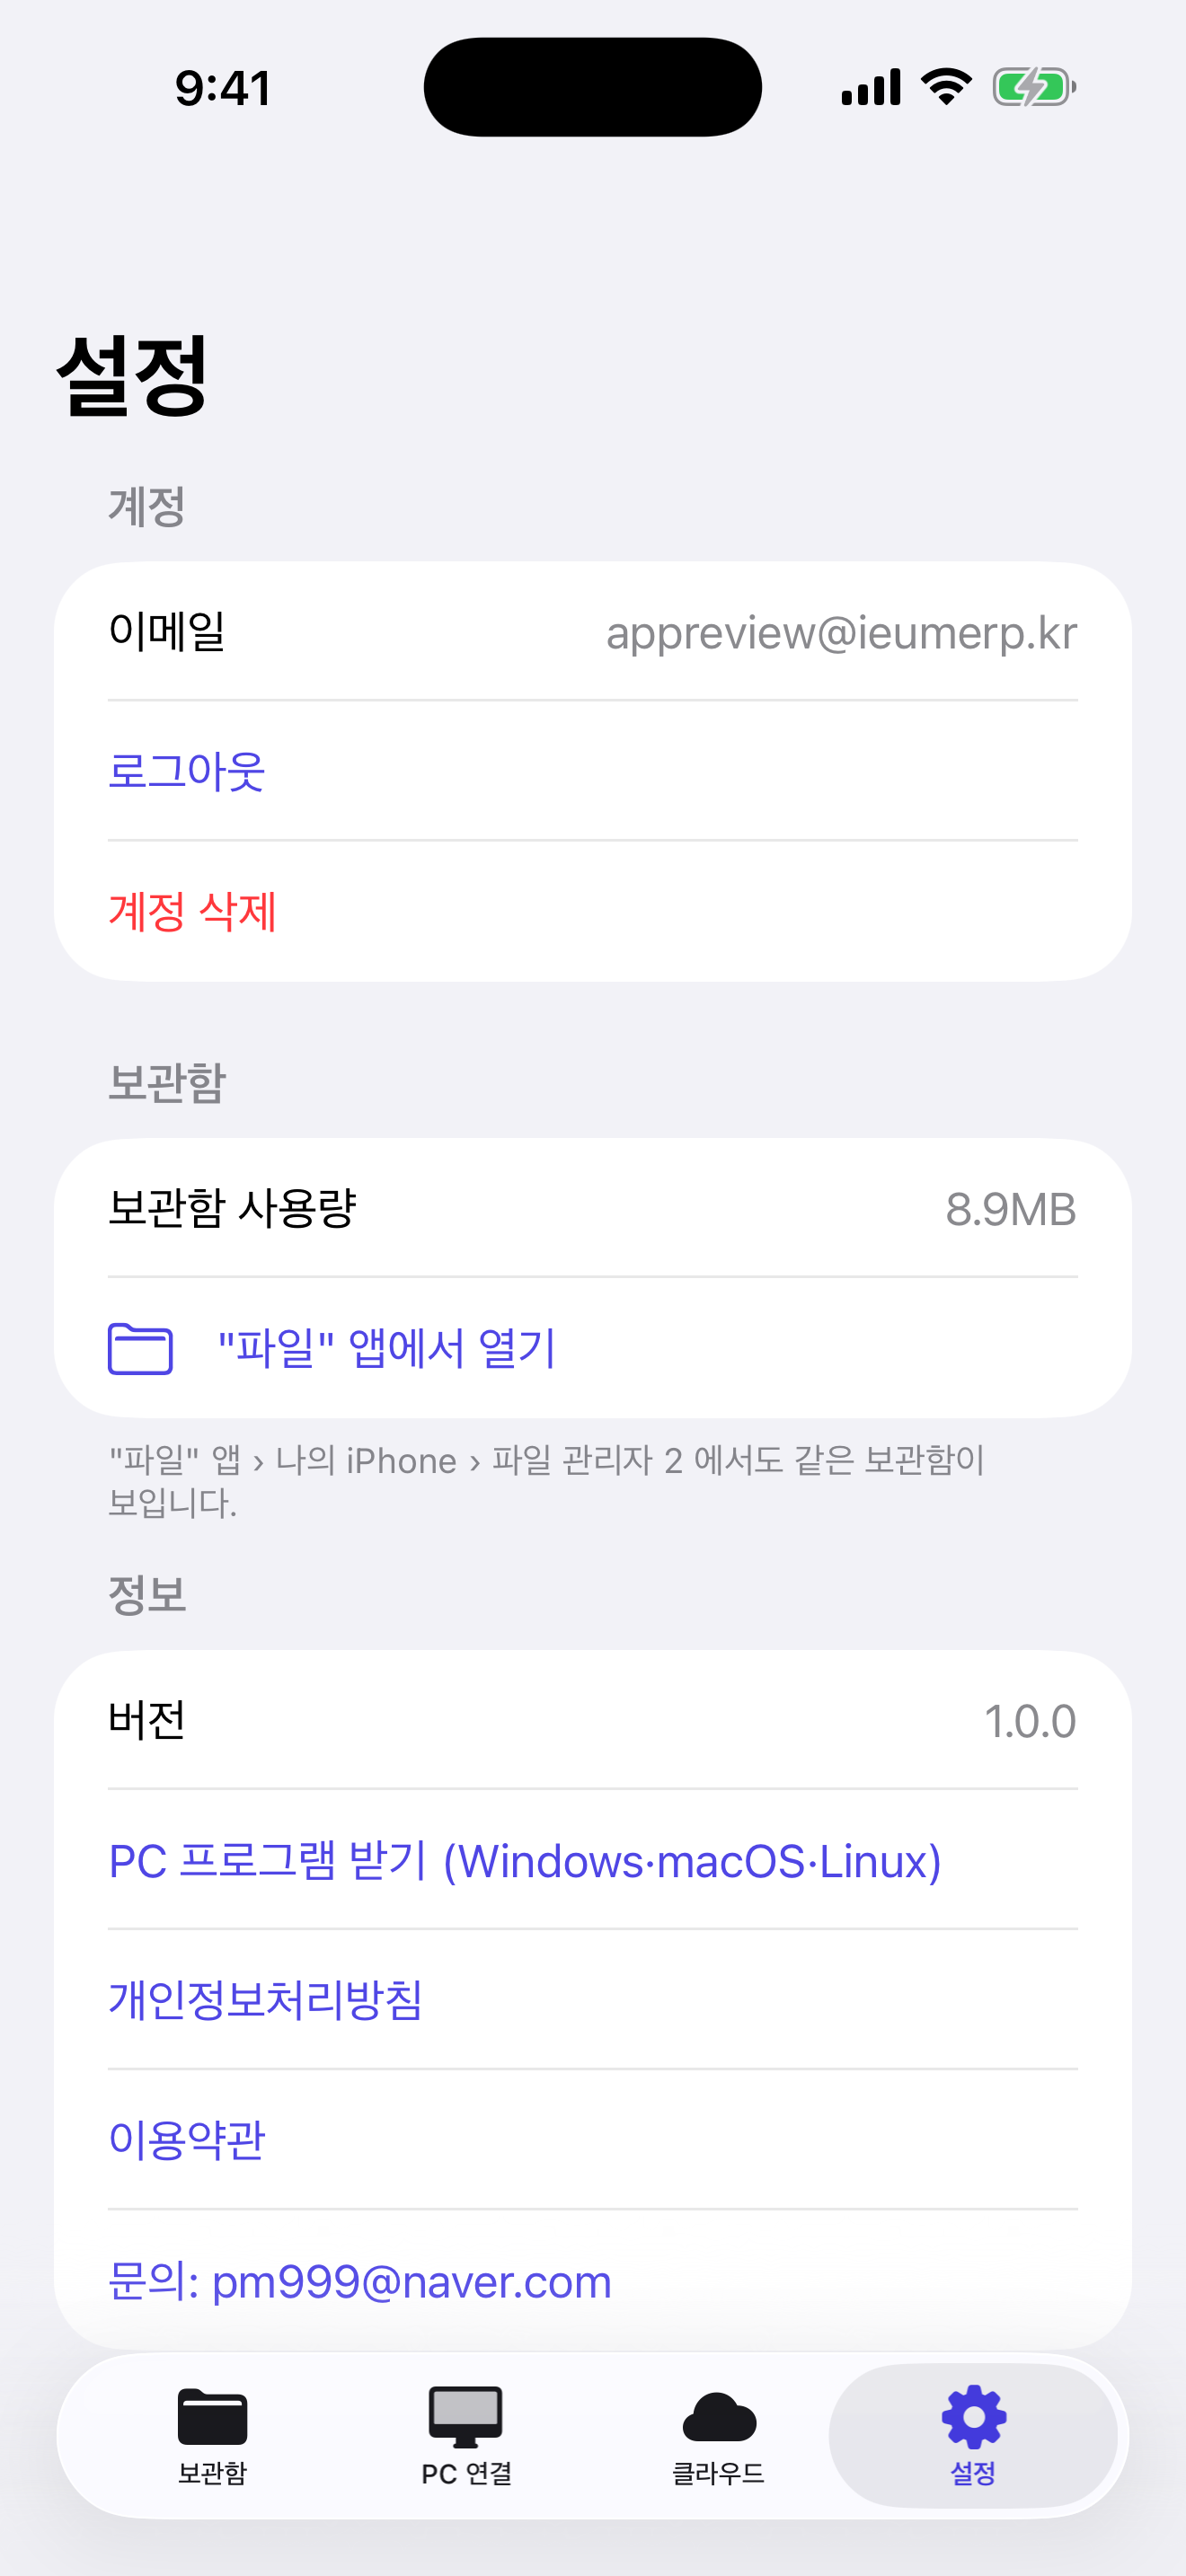 9:41
설정
계정
이메일 appreview@ieumerp.kr
로그아웃
계정 삭제
보관함
보관함 사용량 8.9MB
"파일" 앱에서 열기
"파일" 앱 › 나의 iPhone › 파일 관리자 2 에서도 같은 보관함이
보입니다.
정보
버전 1.0.0
PC 프로그램 받기 (Windows·macOS·Linux)
개인정보처리방침
이용약관
문의: pm999@naver.com
보관함 PC 연결 클라우드 설정